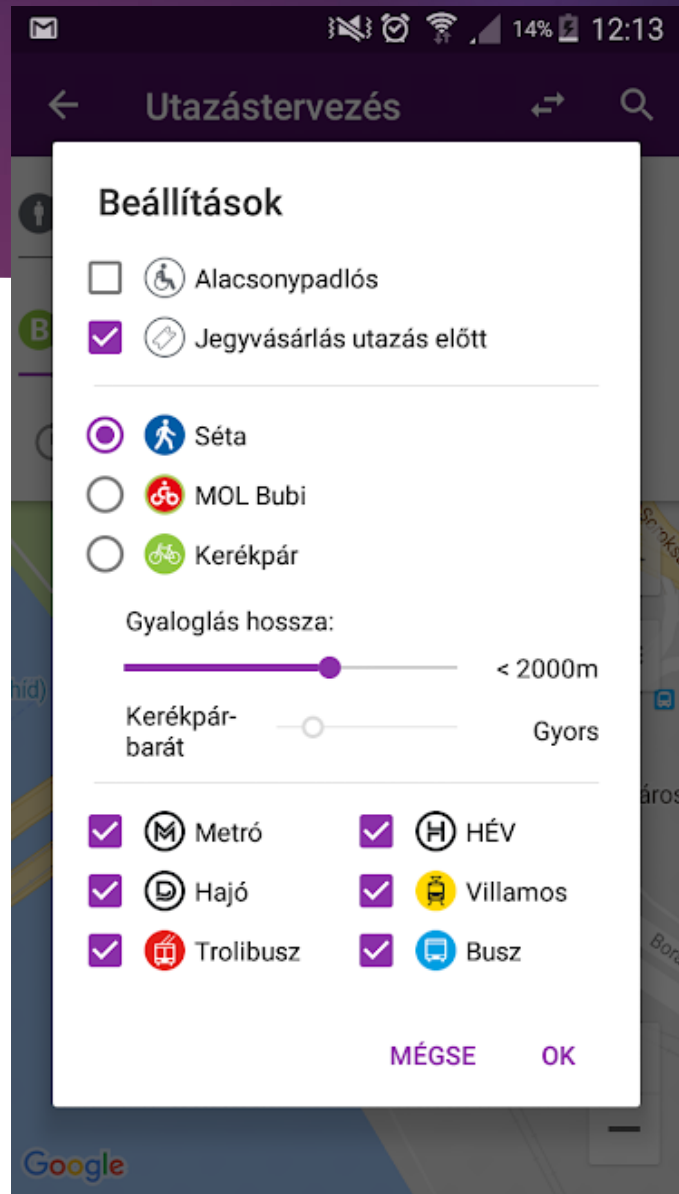 14% 12:13
Utazástervezés
Beállítások
Alacsonypadlós
Jegyvásárlás utazás előtt
B
Séta
MOL Bubi
Kerékpár
Gyaloglás hossza:
< 2000m
híd)
Kerékpár-
barát
Gyors
M Metró H HÉV
D Hajó Villamos
Trolibusz Busz
MÉGSE OK
Google